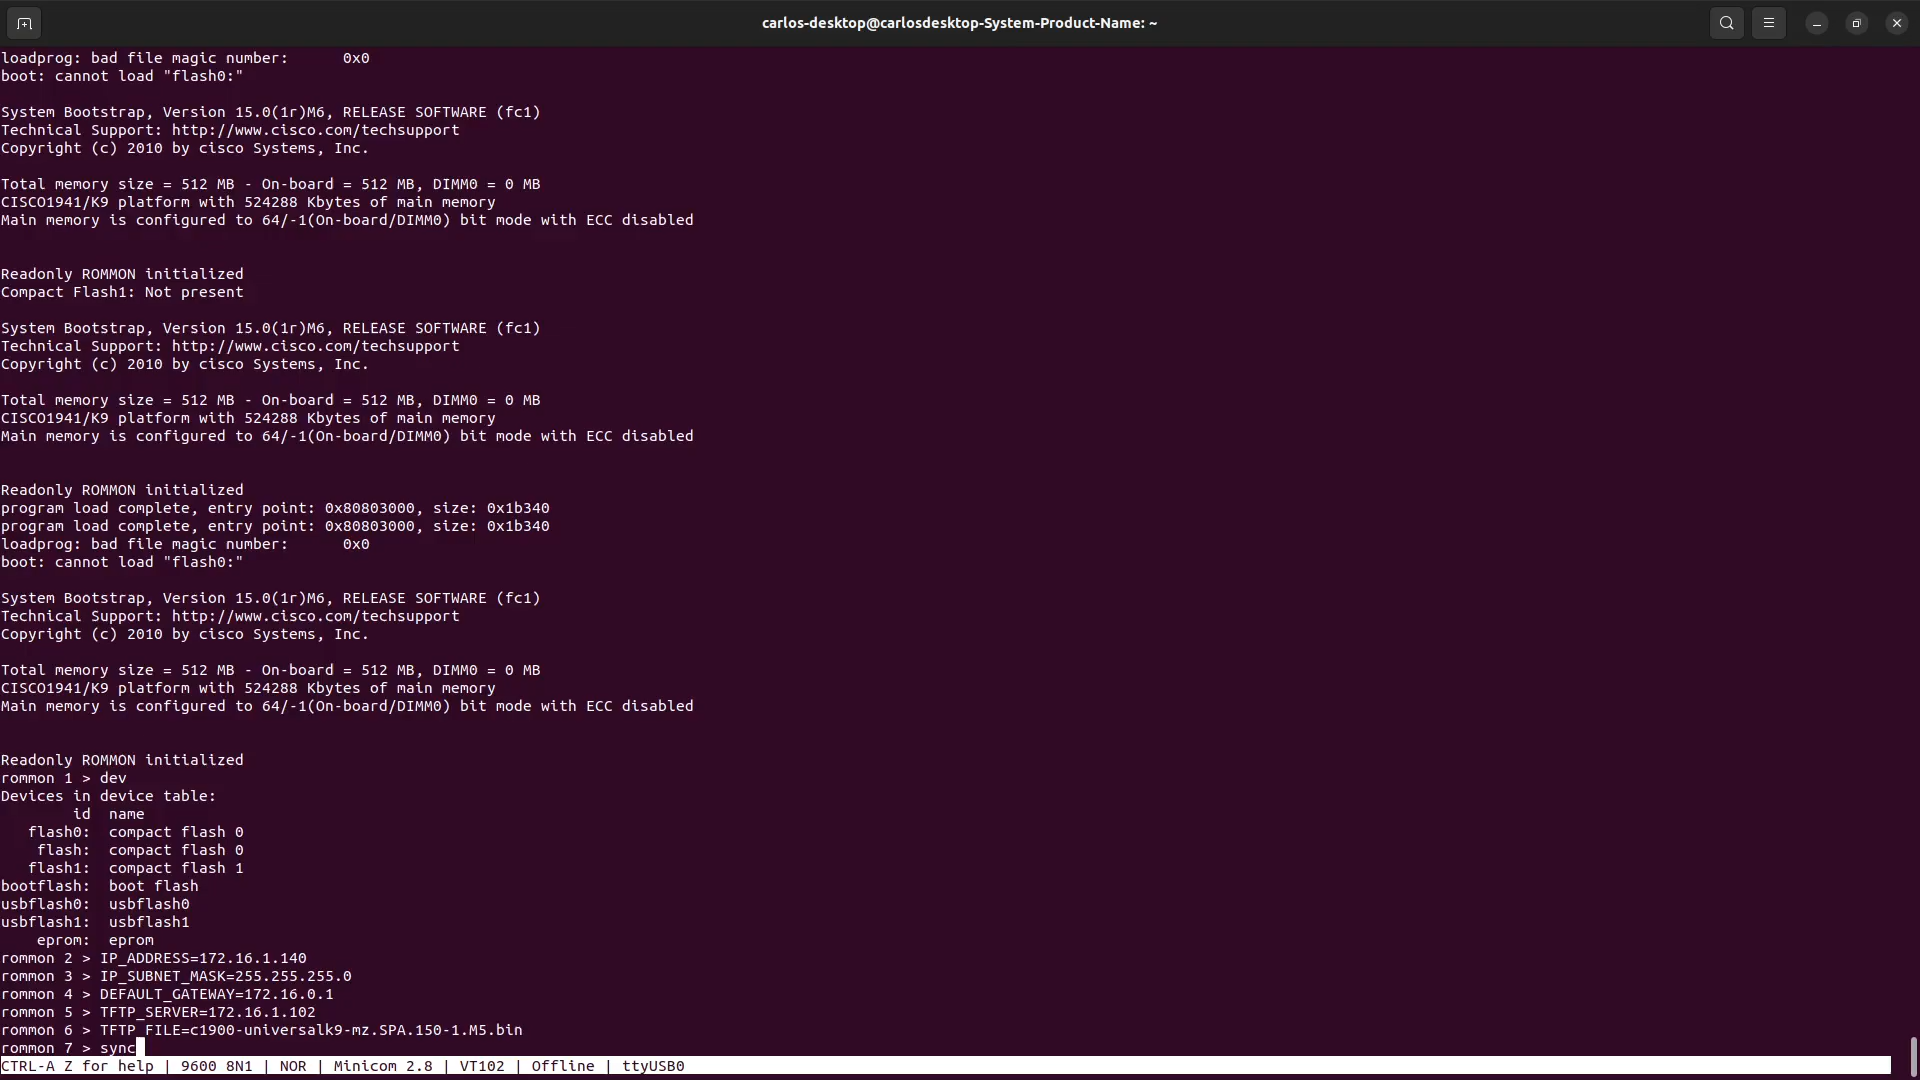 carlos-desktop@carlosdesktop-System-Product-Name: ~
loadprog: bad file magic number:      0x0
boot: cannot load "flash0:"
System Bootstrap, Version 15.0(1r)M6, RELEASE SOFTWARE (fc1)
Technical Support: http://www.cisco.com/techsupport
Copyright (c) 2010 by cisco Systems, Inc.
Total memory size = 512 MB - On-board = 512 MB, DIMM0 = 0 MB
CISCO1941/K9 platform with 524288 Kbytes of main memory
Main memory is configured to 64/-1(On-board/DIMM0) bit mode with ECC disabled
Readonly ROMMON initialized
Compact Flash1: Not present
System Bootstrap, Version 15.0(1r)M6, RELEASE SOFTWARE (fc1)
Technical Support: http://www.cisco.com/techsupport
Copyright (c) 2010 by cisco Systems, Inc.
Total memory size = 512 MB - On-board = 512 MB, DIMM0 = 0 MB
CISCO1941/K9 platform with 524288 Kbytes of main memory
Main memory is configured to 64/-1(On-board/DIMM0) bit mode with ECC disabled
Readonly ROMMON initialized
program load complete, entry point: 0x80803000, size: 0x1b340
program load complete, entry point: 0x80803000, size: 0x1b340
loadprog: bad file magic number:      0x0
boot: cannot load "flash0:"
System Bootstrap, Version 15.0(1r)M6, RELEASE SOFTWARE (fc1)
Technical Support: http://www.cisco.com/techsupport
Copyright (c) 2010 by cisco Systems, Inc.
Total memory size = 512 MB - On-board = 512 MB, DIMM0 = 0 MB
CISCO1941/K9 platform with 524288 Kbytes of main memory
Main memory is configured to 64/-1(On-board/DIMM0) bit mode with ECC disabled
Readonly ROMMON initialized
rommon 1 > dev
Devices in device table:
        id  name
   flash0:  compact flash 0
    flash:  compact flash 0
   flash1:  compact flash 1
bootflash:  boot flash
usbflash0:  usbflash0
usbflash1:  usbflash1
    eprom:  eprom
rommon 2 > IP_ADDRESS=172.16.1.140
rommon 3 > IP_SUBNET_MASK=255.255.255.0
rommon 4 > DEFAULT_GATEWAY=172.16.0.1
rommon 5 > TFTP_SERVER=172.16.1.102
rommon 6 > TFTP_FILE=c1900-universalk9-mz.SPA.150-1.M5.bin
rommon 7 > sync
CTRL-A Z for help | 9600 8N1 | NOR | Minicom 2.8 | VT102 | Offline | ttyUSB0